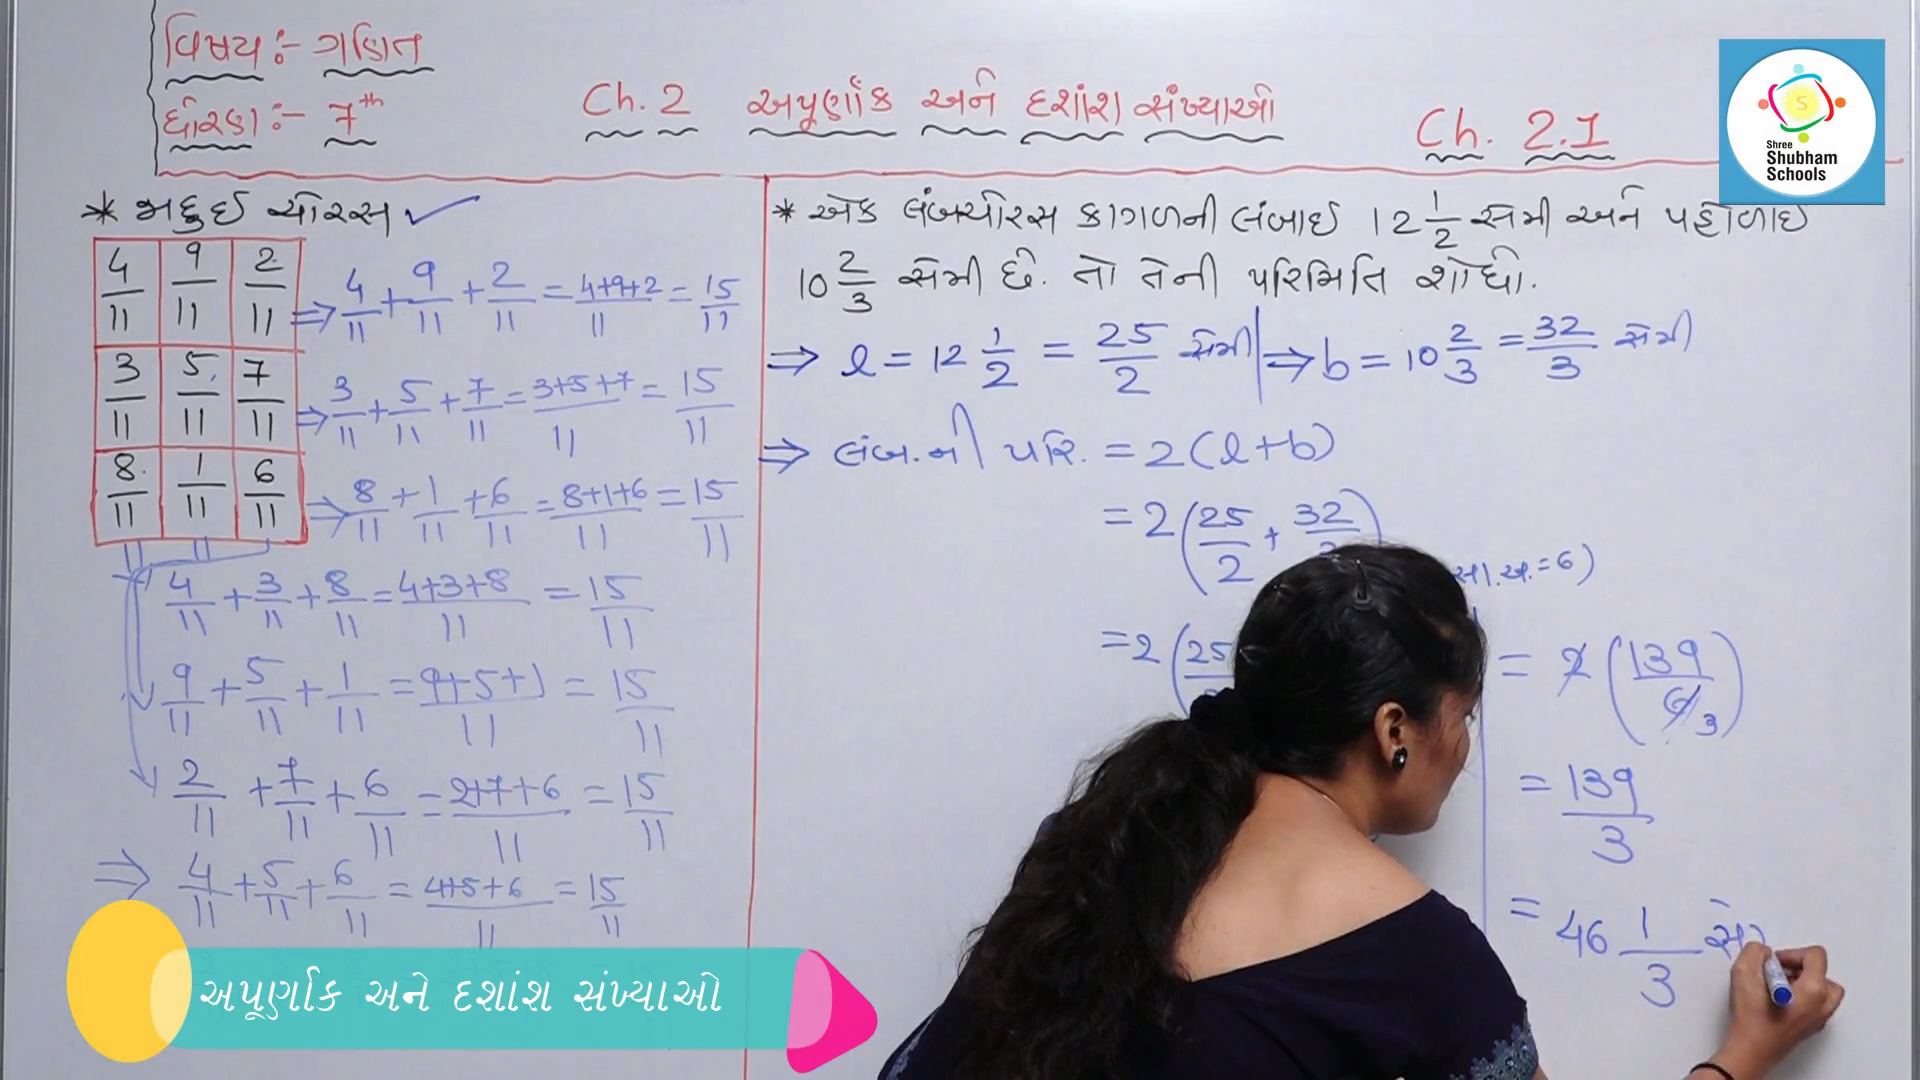 વિષય :- ગણિત
ધોરણ :- 7th
Ch. 2 અપૂર્ણાંક અને દશાંશ સંખ્યાઓ
Ch. 2.1
Shree
Shubham
Schools
* જાદુઈ ચોરસ ✓
4/11 9/11 2/11
3/11 5/11 7/11
8/11 1/11 6/11
⇒ 4/11 + 9/11 + 2/11 = 4+9+2/11 = 15/11
⇒ 3/11 + 5/11 + 7/11 = 3+5+7/11 = 15/11
⇒ 8/11 + 1/11 + 6/11 = 8+1+6/11 = 15/11
4/11 + 3/11 + 8/11 = 4+3+8/11 = 15/11
9/11 + 5/11 + 1/11 = 9+5+1/11 = 15/11
2/11 + 7/11 + 6/11 = 2+7+6/11 = 15/11
⇒ 4/11 + 5/11 + 6/11 = 4+5+6/11 = 15/11
* એક લંબચોરસ કાગળની લંબાઈ 12 1/2 સેમી અને પહોળાઈ
10 2/3 સેમી છે. તો તેની પરિમિતિ શોધો.
⇒ l = 12 1/2 = 25/2 સેમી | ⇒ b = 10 2/3 = 32/3 સેમી
⇒ લંબ.ની પરિ. = 2(l+b)
= 2(25/2 + 32/
સા.અ. = 6)
= 2(25
= 2(139/6 3)
= 139/3
= 46 1/3
અપૂર્ણાંક અને દશાંશ સંખ્યાઓ